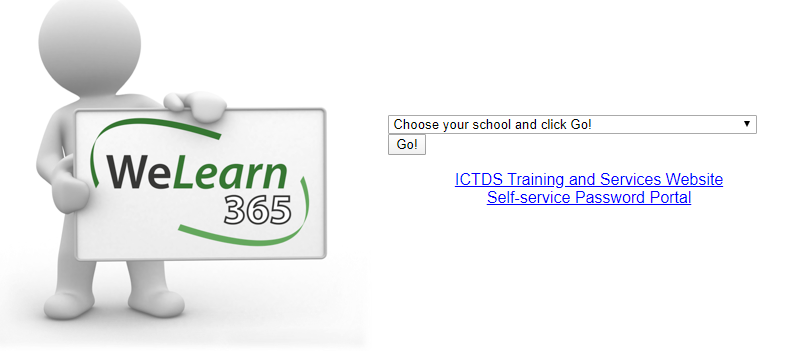 WeLearn
365
Choose your school and click Go!
Go!
ICTDS Training and Services Website
Self-service Password Portal